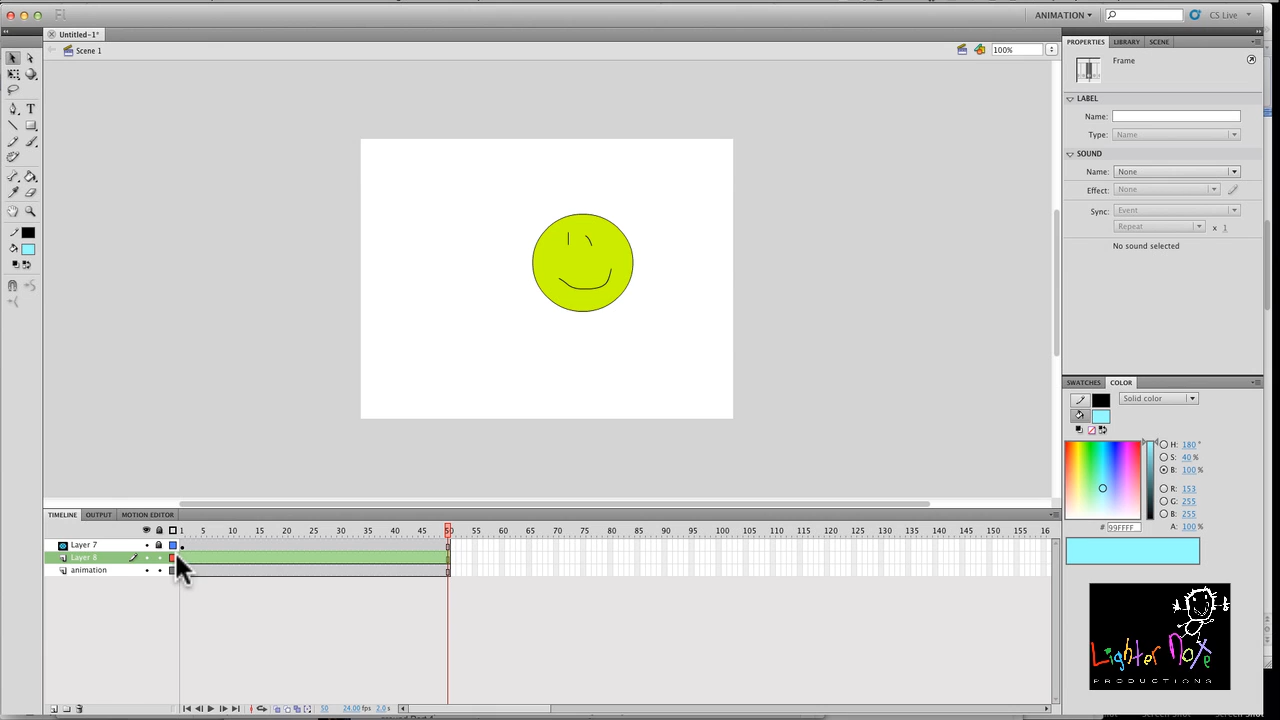 Fl
ANIMATION
CS Live
Untitled-1*
Scene 1
100%
PROPERTIES LIBRARY SCENE
Frame
LABEL
Name:
Type: Name
SOUND
Name: None
Effect: None
Sync: Event
Repeat x 1
No sound selected
SWATCHES COLOR
Solid color
H: 180 °
S: 40 %
B: 100 %
R: 153
G: 255
B: 255
# 99FFFF A: 100 %
TIMELINE OUTPUT MOTION EDITOR
1 5 10 15 20 25 30 35 40 45 50 55 60 65 70 75 80 85 90 95 100 105 110 115 120 125 130 135 140 145 150 155 16
Layer 7
Layer 8
animation
50 24.00 fps 2.0 s
Lighter Note
PRODUCTIONS